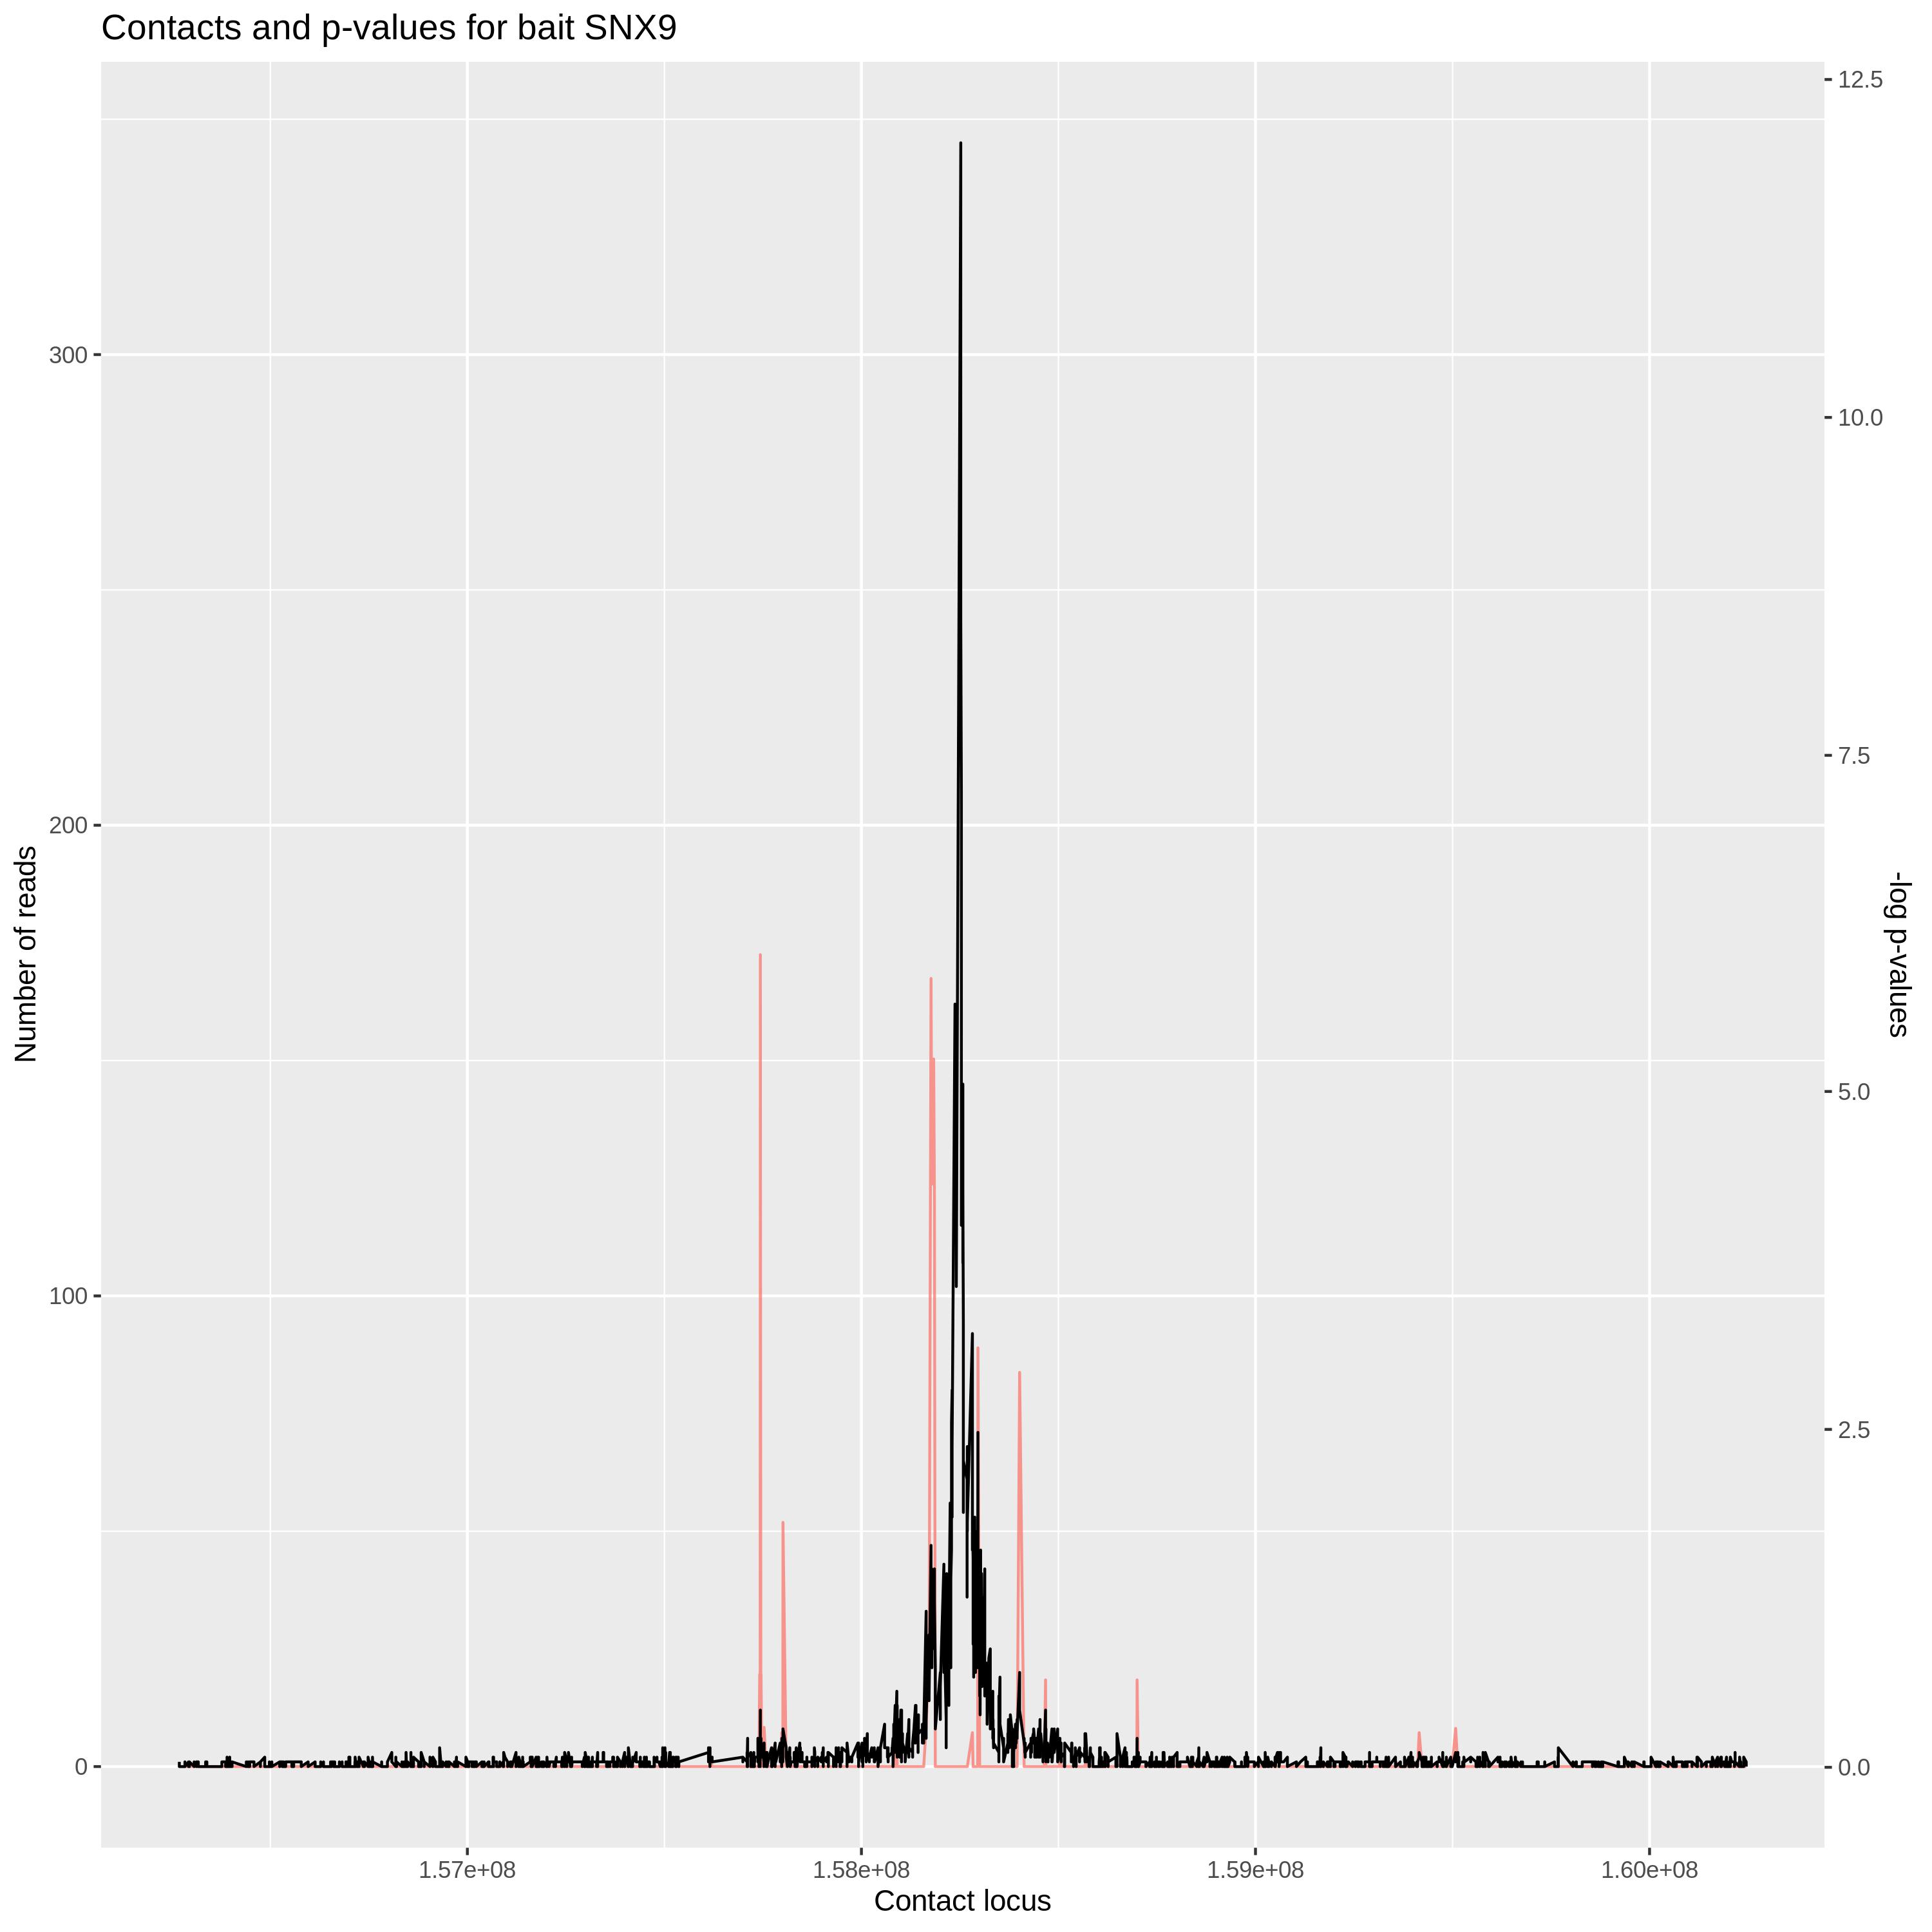 Contacts and p-values for bait SNX9
12.5
300
10.0
7.5
200
Number of reads
-log p-values
5.0
100
2.5
0
0.0
1.57e+08
1.58e+08
1.59e+08
1.60e+08
Contact locus